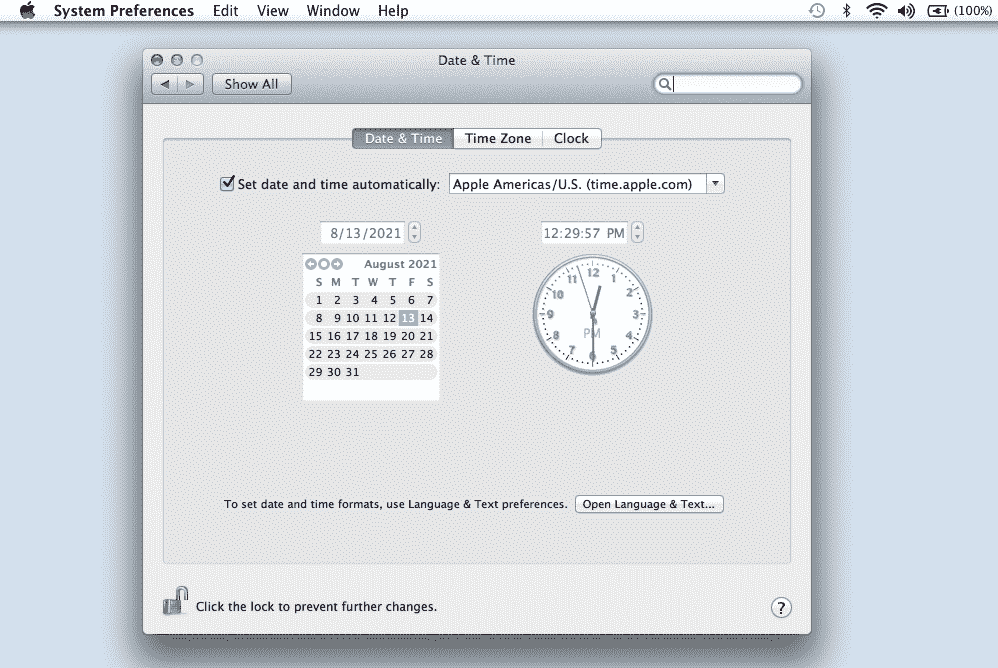 System Preferences Edit View Window Help (100%)
Date & Time
Show All
Date & Time Time Zone Clock
Set date and time automatically: Apple Americas/U.S. (time.apple.com)
8/13/2021 12:29:57 PM
August 2021
S M T W T F S
1 2 3 4 5 6 7
8 9 10 11 12 13 14
15 16 17 18 19 20 21
22 23 24 25 26 27 28
29 30 31
12 1 2 3 4 5 6 7 8 9 10 11
PM
To set date and time formats, use Language & Text preferences. Open Language & Text...
Click the lock to prevent further changes. ?